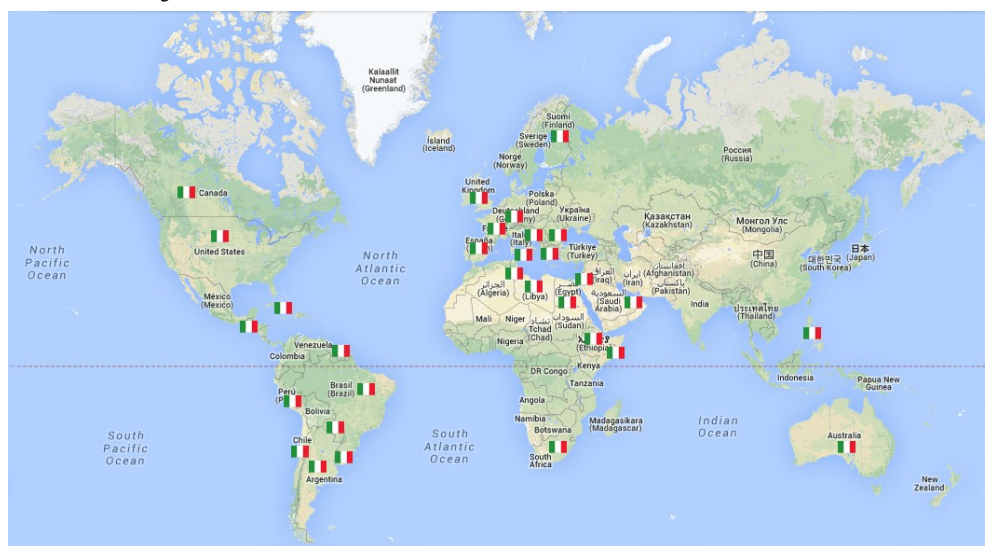 Kalaallit
Nunaat
(Greenland)
Ísland
(Iceland)
Suomi
(Finland)
Sverige
(Sweden)
Norge
(Norway)
Россия
(Russia)
Canada
United
Kingdom
Polska
(Poland)
Deutschland
Україна
(Ukraine)
Қазақстан
(Kazakhstan)
Монгол Улс
(Mongolia)
United States
North
Pacific
Ocean
North
Atlantic
Ocean
España
(Italy)
Türkiye
(Turkey)
中国
(China)
日本
(Japan)
대한민국
(South Korea)
México
(Mexico)
الجزائر
(Algeria)
(Libya)
(Egypt)
العراق
(Iraq)
ایران
(Iran)
افغانستان
(Afghanistan)
پاکستان
(Pakistan)
السعودية
(Saudi
Arabia)
India
ประเทศไทย
(Thailand)
Mali
Niger
تشاد
Tchad
(Chad)
السودان
(Sudan)
Nigeria
(Ethiopia)
Venezuela
Colombia
Kenya
DR Congo
Tanzania
Indonesia
Papua New
Guinea
Perú
Brasil
(Brazil)
Bolivia
Angola
Namibia
Botswana
Madagasikara
(Madagascar)
Indian
Ocean
South
Pacific
Ocean
Chile
South
Atlantic
Ocean
South
Africa
Australia
Argentina
New
Zealand